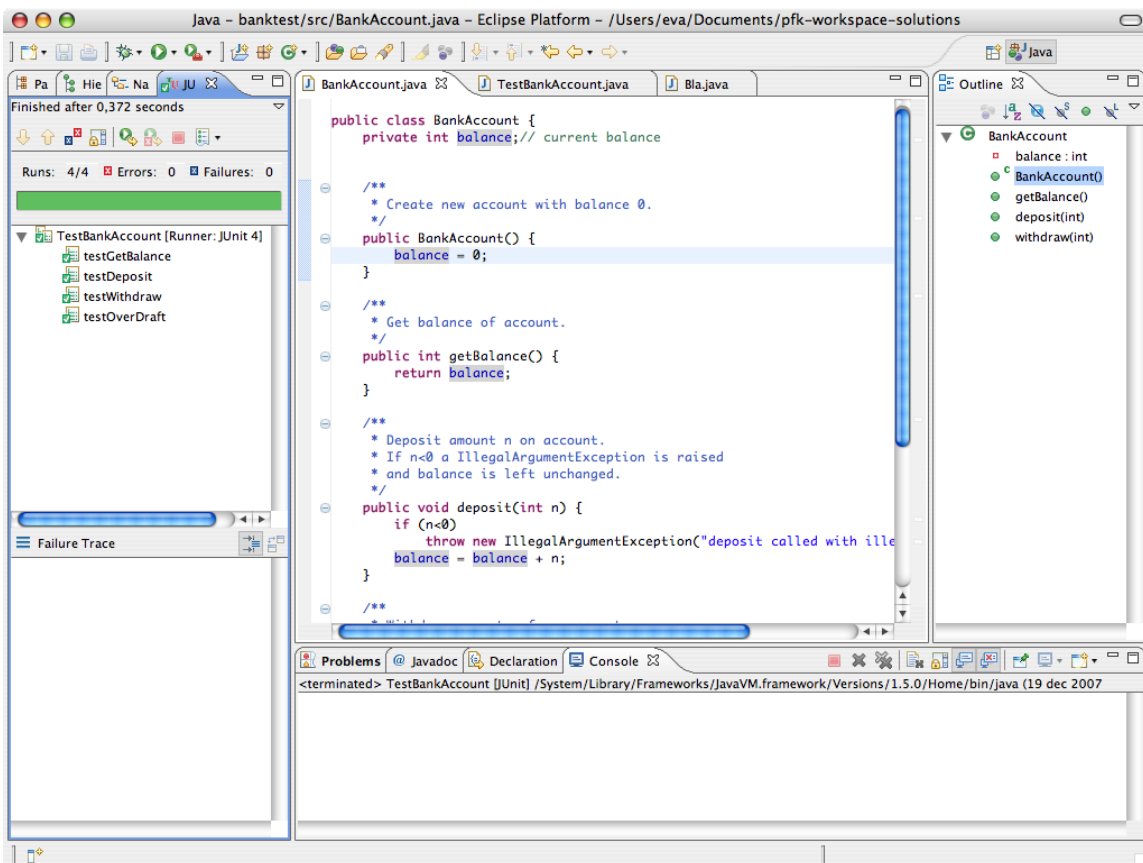 Java – banktest/src/BankAccount.java – Eclipse Platform – /Users/eva/Documents/pfk-workspace-solutions
Java
Pa Hie Na JU
Finished after 0,372 seconds
Runs: 4/4 Errors: 0 Failures: 0
TestBankAccount [Runner: JUnit 4]
testGetBalance
testDeposit
testWithdraw
testOverDraft
Failure Trace
BankAccount.java TestBankAccount.java Bla.java
public class BankAccount {
private int balance;// current balance
/**
* Create new account with balance 0.
*/
public BankAccount() {
balance = 0;
}
/**
* Get balance of account.
*/
public int getBalance() {
return balance;
}
/**
* Deposit amount n on account.
* If n<0 a IllegalArgumentException is raised
* and balance is left unchanged.
*/
public void deposit(int n) {
if (n<0)
throw new IllegalArgumentException("deposit called with ille
balance = balance + n;
}
/**
Outline
BankAccount
balance : int
BankAccount()
getBalance()
deposit(int)
withdraw(int)
Problems @ Javadoc Declaration Console
<terminated> TestBankAccount [JUnit] /System/Library/Frameworks/JavaVM.framework/Versions/1.5.0/Home/bin/java (19 dec 2007